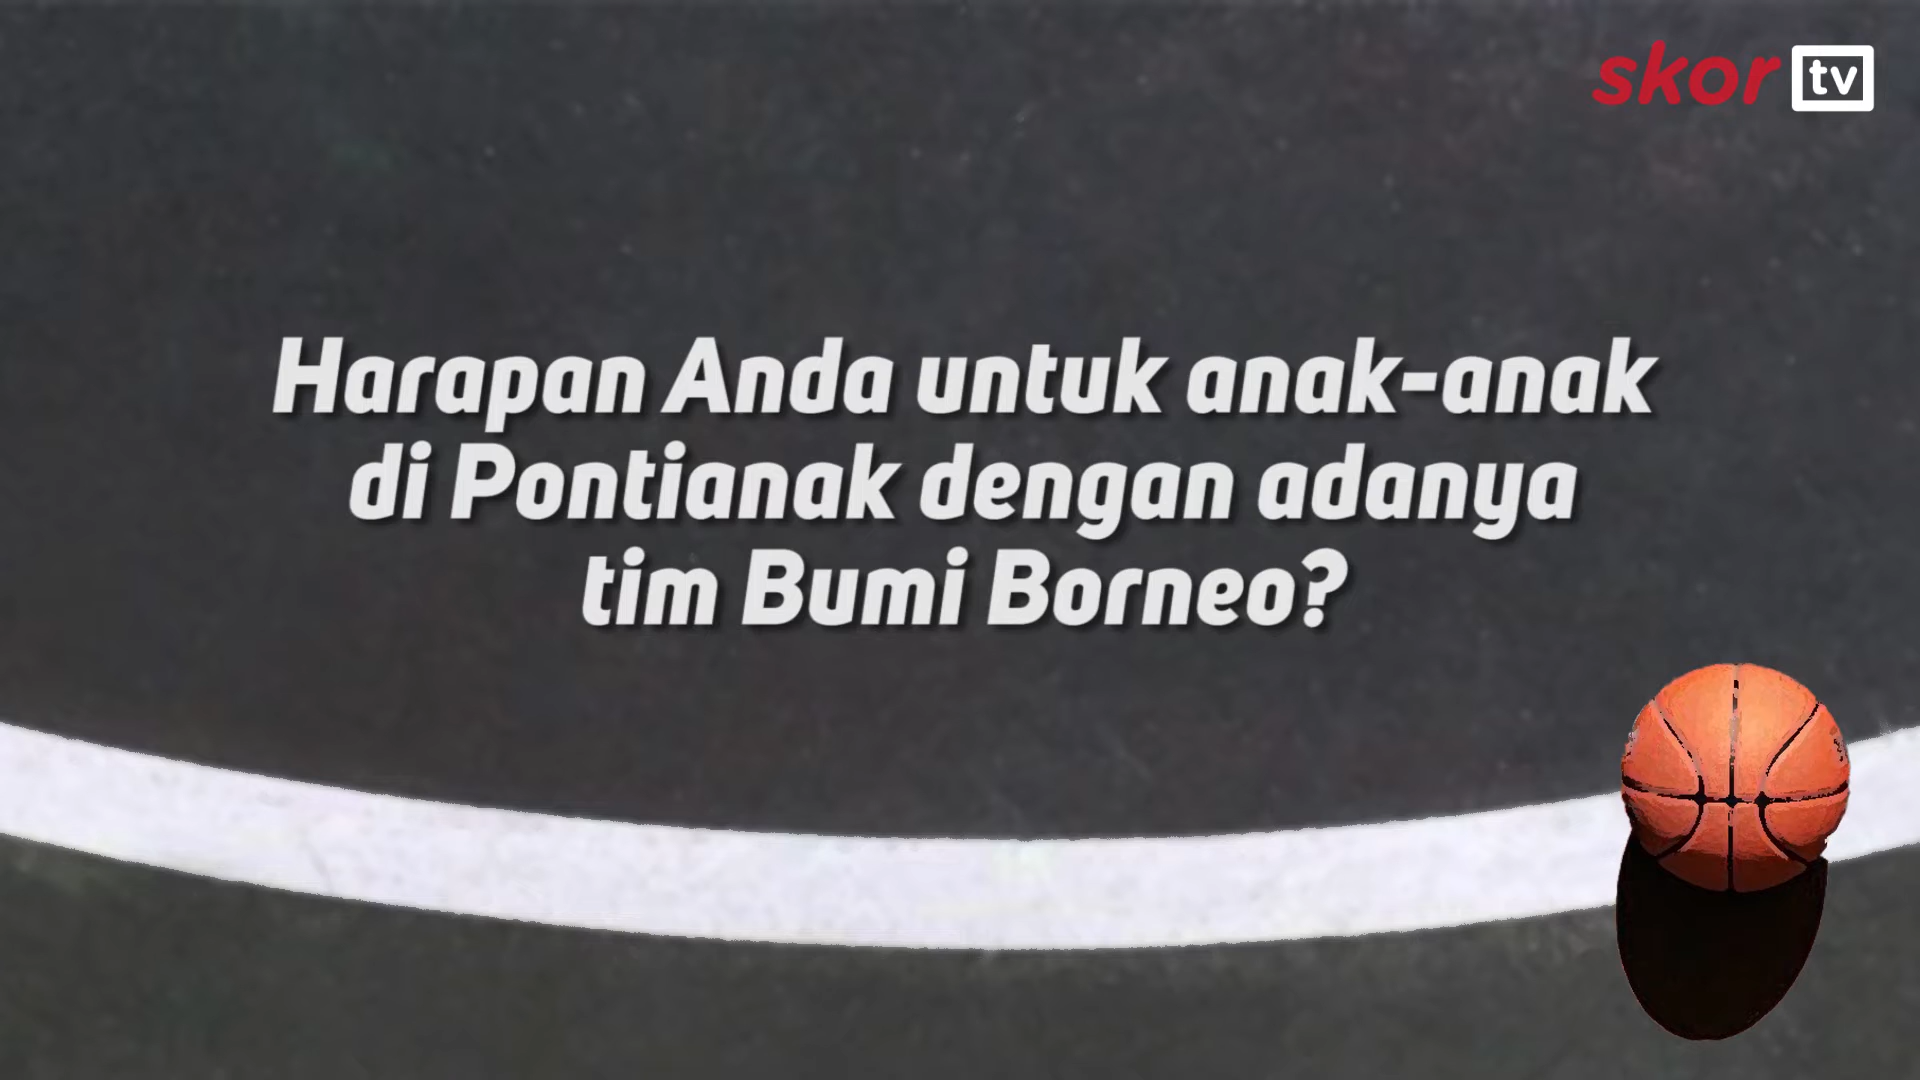 skor tv
Harapan Anda untuk anak-anak
di Pontianak dengan adanya
tim Bumi Borneo?